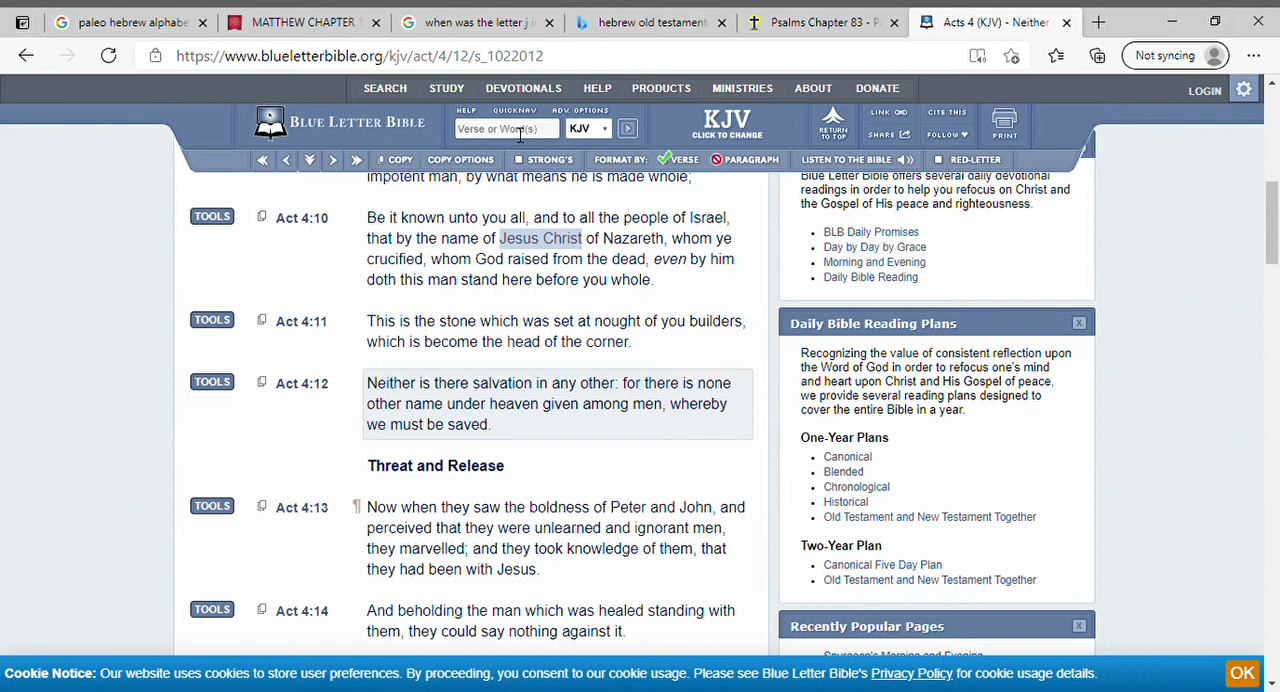 paleo hebrew alphabe
MATTHEW CHAPTER 1
when was the letter j i
hebrew old testament
Psalms Chapter 83 - P
Acts 4 (KJV) - Neither
https://www.blueletterbible.org/kjv/act/4/12/s_1022012
Not syncing
SEARCH STUDY DEVOTIONALS HELP PRODUCTS MINISTRIES ABOUT DONATE
LOGIN
BLUE LETTER BIBLE
HELP QUICKNAV ADV. OPTIONS
Verse or Word(s)
KJV
KJV
CLICK TO CHANGE
RETURN
TO TOP
LINK
CITE THIS
SHARE
FOLLOW
PRINT
COPY COPY OPTIONS STRONG'S FORMAT BY: VERSE PARAGRAPH LISTEN TO THE BIBLE RED-LETTER
impotent man, by what means he is made whole;
TOOLS Act 4:10
Be it known unto you all, and to all the people of Israel,
that by the name of Jesus Christ of Nazareth, whom ye
crucified, whom God raised from the dead, even by him
doth this man stand here before you whole.
TOOLS Act 4:11
This is the stone which was set at nought of you builders,
which is become the head of the corner.
TOOLS Act 4:12
Neither is there salvation in any other: for there is none
other name under heaven given among men, whereby
we must be saved.
Threat and Release
TOOLS Act 4:13
¶ Now when they saw the boldness of Peter and John, and
perceived that they were unlearned and ignorant men,
they marvelled; and they took knowledge of them, that
they had been with Jesus.
TOOLS Act 4:14
And beholding the man which was healed standing with
them, they could say nothing against it.
Blue Letter Bible offers several daily devotional
readings in order to help you refocus on Christ and
the Gospel of His peace and righteousness.
BLB Daily Promises
Day by Day by Grace
Morning and Evening
Daily Bible Reading
Daily Bible Reading Plans
Recognizing the value of consistent reflection upon
the Word of God in order to refocus one's mind
and heart upon Christ and His Gospel of peace,
we provide several reading plans designed to
cover the entire Bible in a year.
One-Year Plans
Canonical
Blended
Chronological
Historical
Old Testament and New Testament Together
Two-Year Plan
Canonical Five Day Plan
Old Testament and New Testament Together
Recently Popular Pages
Spurgeon's Morning and Evening
Cookie Notice: Our website uses cookies to store user preferences. By proceeding, you consent to our cookie usage. Please see Blue Letter Bible's Privacy Policy for cookie usage details.
OK